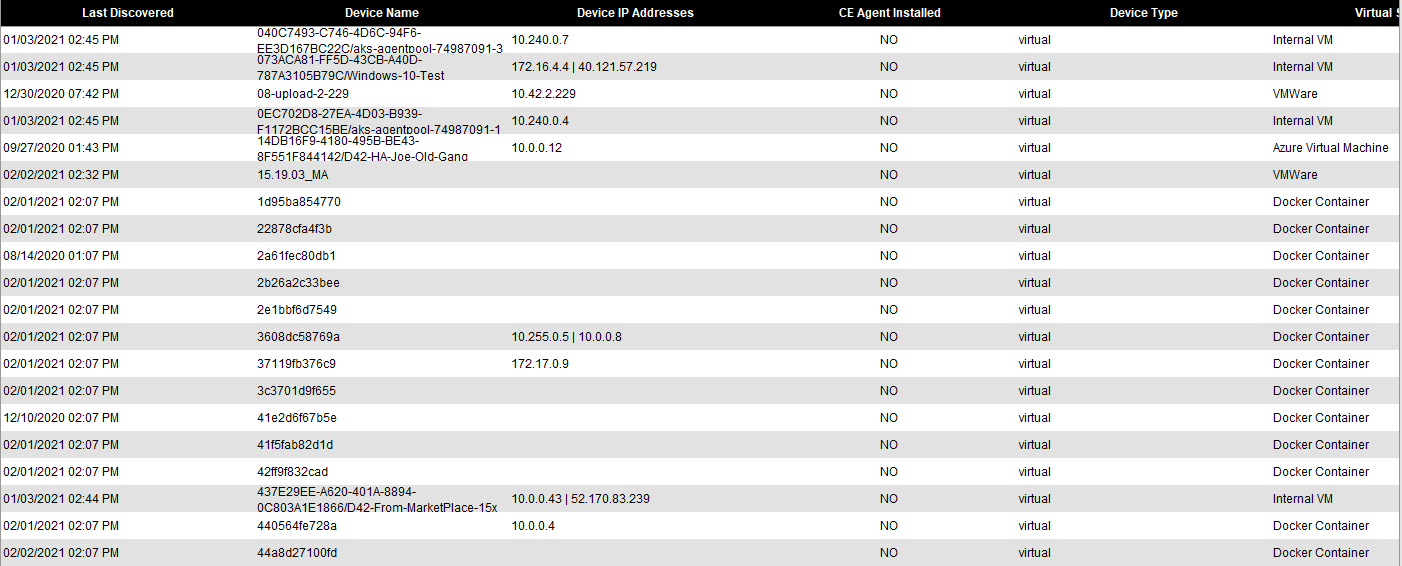 Last Discovered Device Name Device IP Addresses CE Agent Installed Device Type Virtual
01/03/2021 02:45 PM 040C7493-C746-4D6C-94F6- 10.240.0.7 NO virtual Internal VM
EE3D167BC22C/aks-agentpool-74987091-3
01/03/2021 02:45 PM 073ACA81-FF5D-43CB-A40D- 172.16.4.4 | 40.121.57.219 NO virtual Internal VM
787A3105B79C/Windows-10-Test
12/30/2020 07:42 PM 08-upload-2-229 10.42.2.229 NO virtual VMWare
01/03/2021 02:45 PM 0EC702D8-27EA-4D03-B939- 10.240.0.4 NO virtual Internal VM
F1172BCC15BE/aks-agentpool-74987091-1
09/27/2020 01:43 PM 14DB16F9-4180-495B-BE43- 10.0.0.12 NO virtual Azure Virtual Machine
8F551F844142/D42-HA-Joe-Old-Gang
02/02/2021 02:32 PM 15.19.03_MA NO virtual VMWare
02/01/2021 02:07 PM 1d95ba854770 NO virtual Docker Container
02/01/2021 02:07 PM 22878cfa4f3b NO virtual Docker Container
08/14/2020 01:07 PM 2a61fec80db1 NO virtual Docker Container
02/01/2021 02:07 PM 2b26a2c33bee NO virtual Docker Container
02/01/2021 02:07 PM 2e1bbf6d7549 NO virtual Docker Container
02/01/2021 02:07 PM 3608dc58769a 10.255.0.5 | 10.0.0.8 NO virtual Docker Container
02/01/2021 02:07 PM 37119fb376c9 172.17.0.9 NO virtual Docker Container
02/01/2021 02:07 PM 3c3701d9f655 NO virtual Docker Container
12/10/2020 02:07 PM 41e2d6f67b5e NO virtual Docker Container
02/01/2021 02:07 PM 41f5fab82d1d NO virtual Docker Container
02/01/2021 02:07 PM 42ff9f832cad NO virtual Docker Container
01/03/2021 02:44 PM 437E29EE-A620-401A-8894- 10.0.0.43 | 52.170.83.239 NO virtual Internal VM
0C803A1E1866/D42-From-MarketPlace-15x
02/01/2021 02:07 PM 440564fe728a 10.0.0.4 NO virtual Docker Container
02/02/2021 02:07 PM 44a8d27100fd NO virtual Docker Container